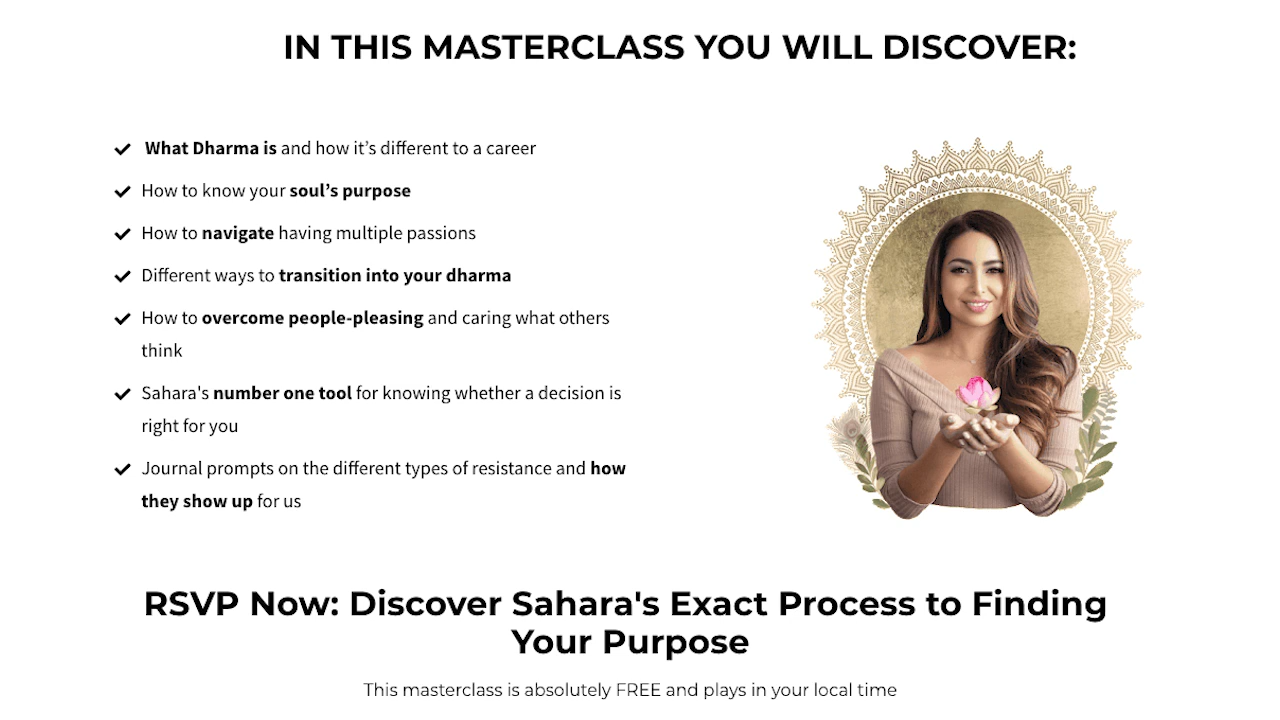 IN THIS MASTERCLASS YOU WILL DISCOVER:
What Dharma is and how it’s different to a career
How to know your soul’s purpose
How to navigate having multiple passions
Different ways to transition into your dharma
How to overcome people-pleasing and caring what others
think
Sahara's number one tool for knowing whether a decision is
right for you
Journal prompts on the different types of resistance and how
they show up for us
RSVP Now: Discover Sahara's Exact Process to Finding
Your Purpose
This masterclass is absolutely FREE and plays in your local time